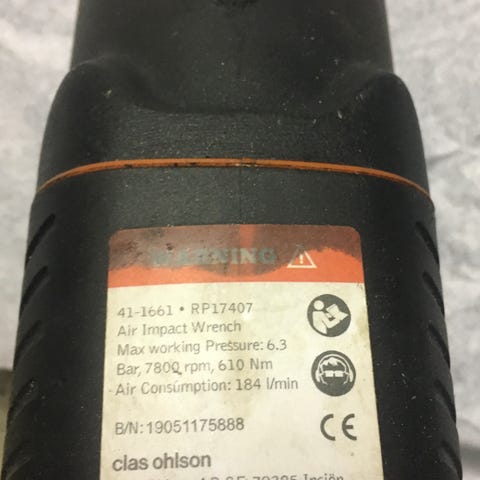 WARNING
41-1661 • RP17407
Air Impact Wrench
Max working Pressure: 6.3
Bar, 7800 rpm, 610 Nm
Air Consumption: 184 l/min
B/N: 19051175888
CE
clas ohlson
Insjön